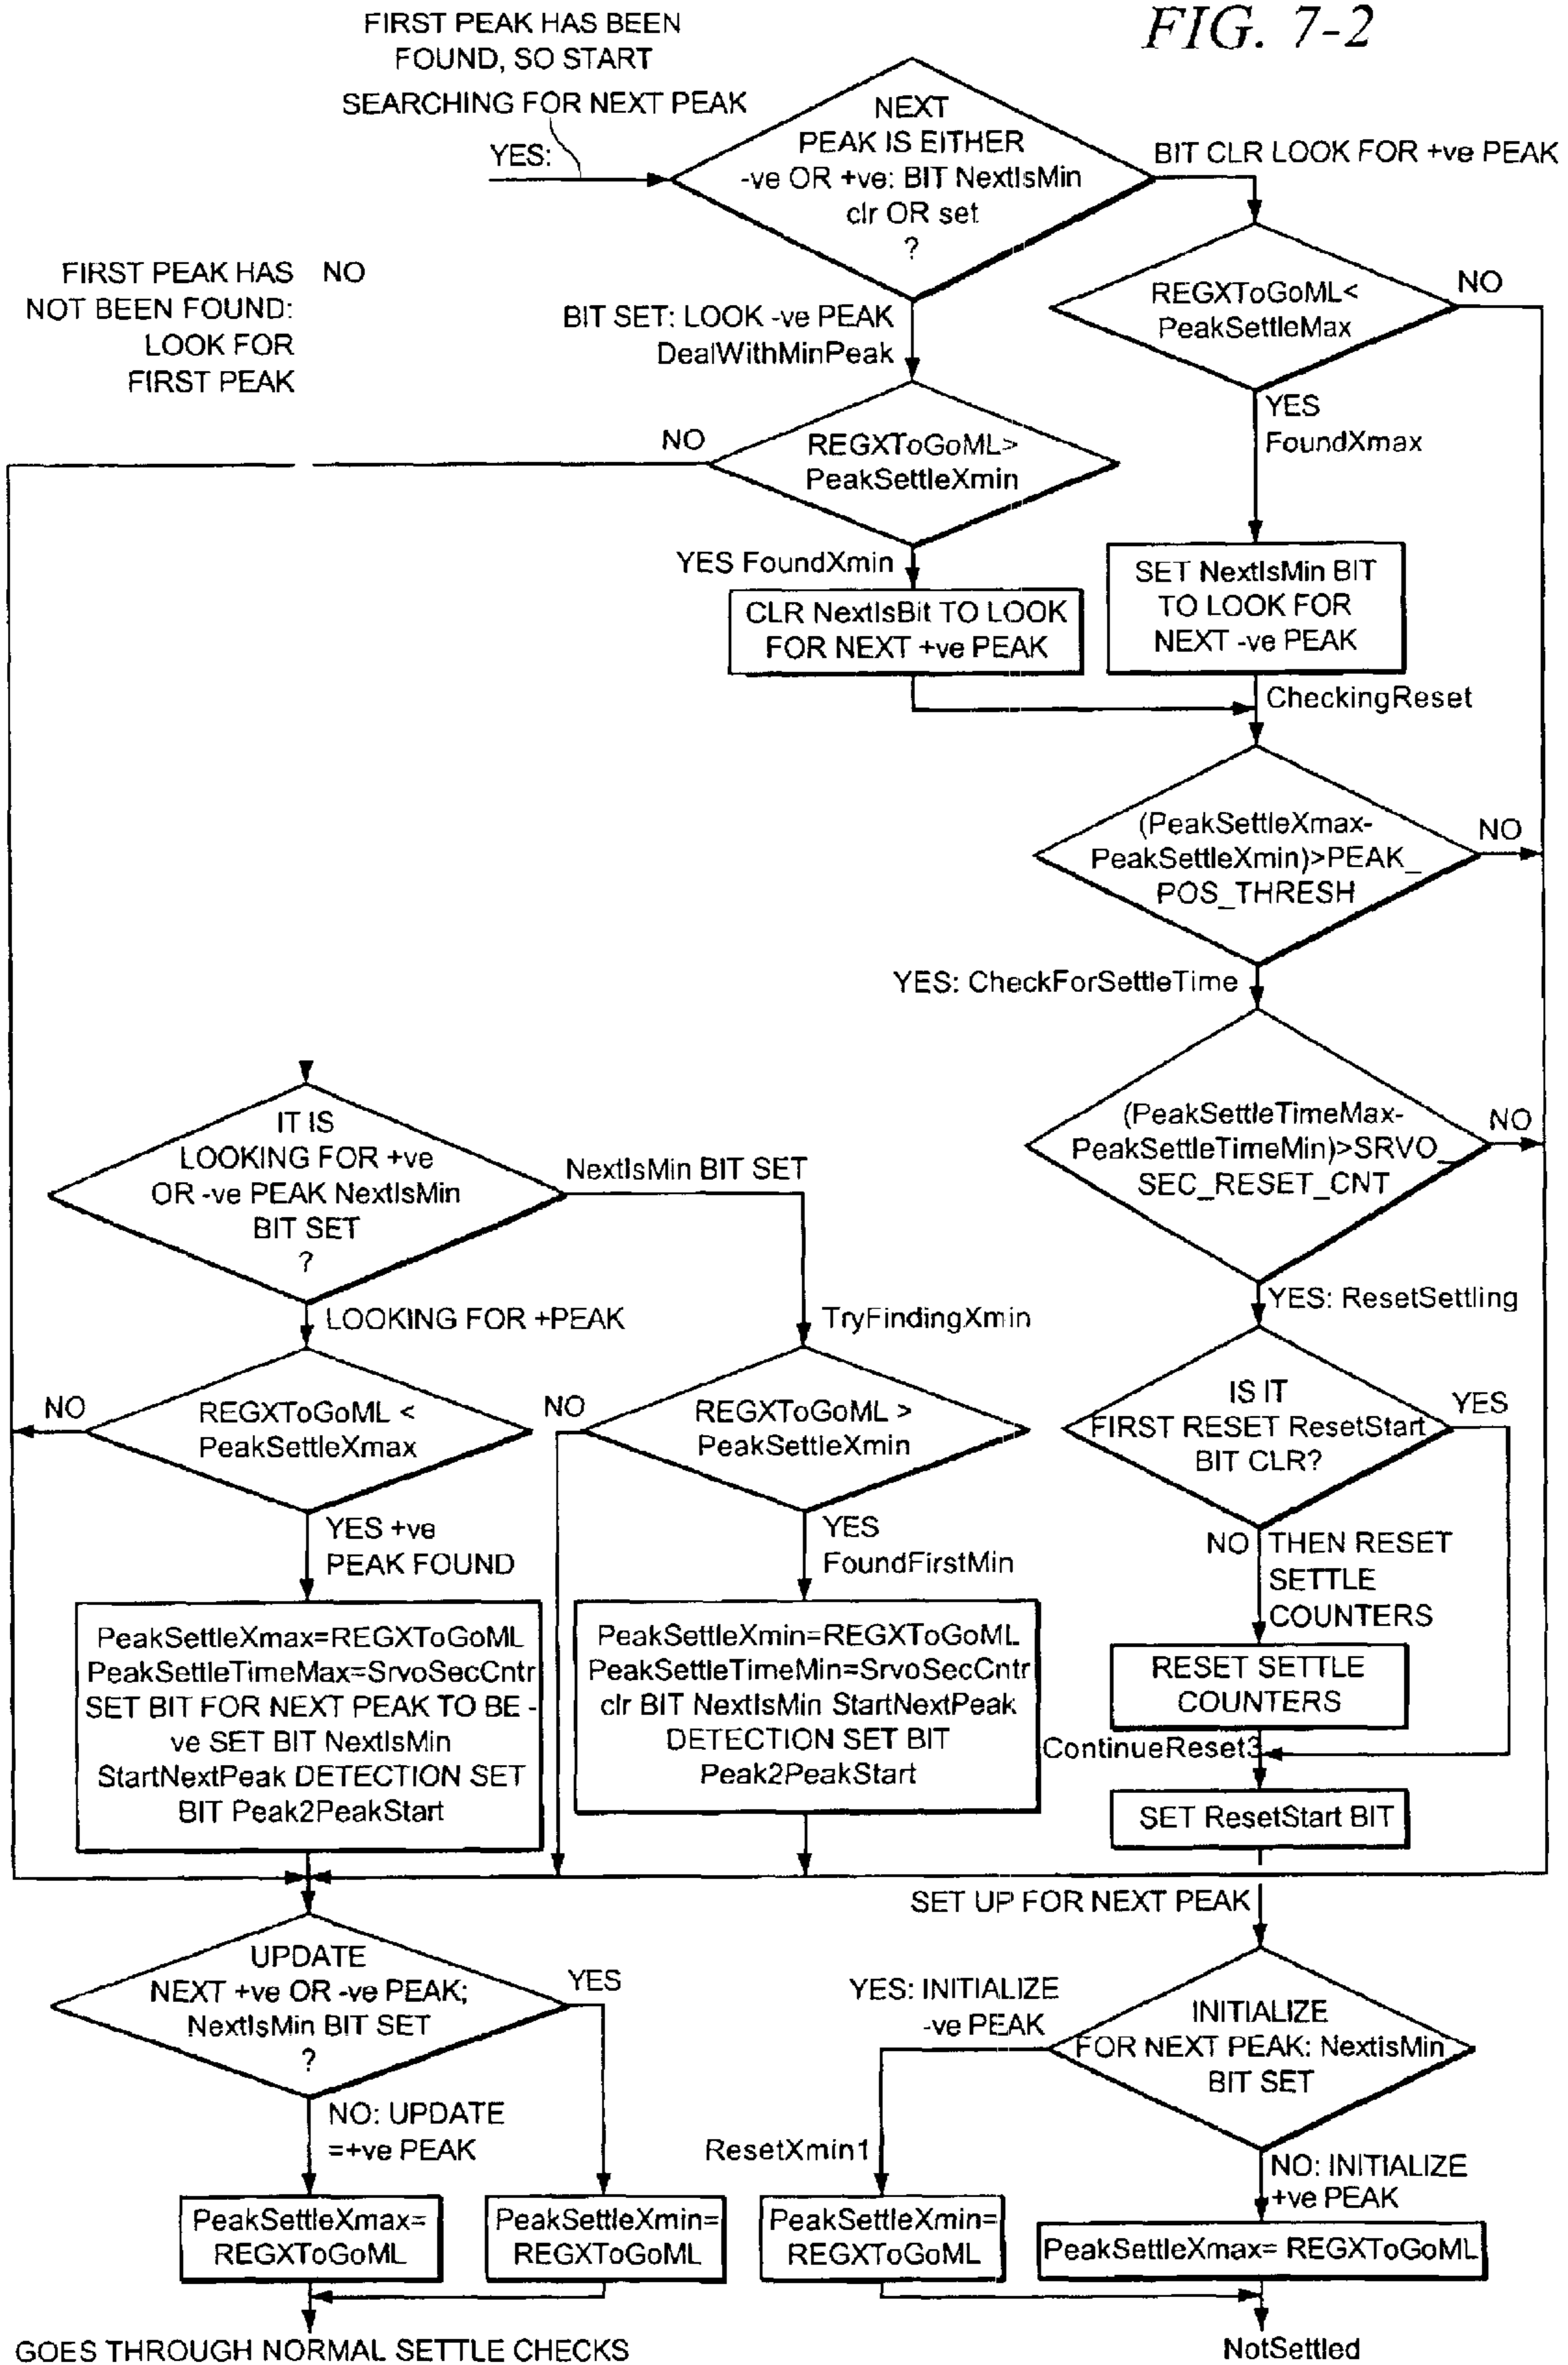 FIG. 7-2
FIRST PEAK HAS BEEN
FOUND, SO START
SEARCHING FOR NEXT PEAK
YES:
NEXT
PEAK IS EITHER
-ve OR +ve: BIT NextIsMin
clr OR set
?
BIT CLR LOOK FOR +ve PEAK
FIRST PEAK HAS NO
NOT BEEN FOUND:
LOOK FOR
FIRST PEAK
BIT SET: LOOK -ve PEAK
DealWithMinPeak
REGXToGoML<
PeakSettleMax
NO
YES
FoundXmax
NO
REGXToGoML>
PeakSettleXmin
YES FoundXmin
CLR NextIsBit TO LOOK
FOR NEXT +ve PEAK
SET NextIsMin BIT
TO LOOK FOR
NEXT -ve PEAK
CheckingReset
(PeakSettleXmax-
PeakSettleXmin)>PEAK_
POS_THRESH
NO
YES: CheckForSettleTime
(PeakSettleTimeMax-
PeakSettleTimeMin)>SRVO_
SEC_RESET_CNT
NO
YES: ResetSettling
IT IS
LOOKING FOR +ve
OR -ve PEAK NextIsMin
BIT SET
?
NextIsMin BIT SET
LOOKING FOR +PEAK
TryFindingXmin
NO
REGXToGoML <
PeakSettleXmax
NO
REGXToGoML >
PeakSettleXmin
IS IT
FIRST RESET ResetStart
BIT CLR?
YES
YES +ve
PEAK FOUND
YES
FoundFirstMin
NO THEN RESET
SETTLE
COUNTERS
PeakSettleXmax=REGXToGoML
PeakSettleTimeMax=SrvoSecCntr
SET BIT FOR NEXT PEAK TO BE -
ve SET BIT NextIsMin
StartNextPeak DETECTION SET
BIT Peak2PeakStart
PeakSettleXmin=REGXToGoML
PeakSettleTimeMin=SrvoSecCntr
clr BIT NextIsMin StartNextPeak
DETECTION SET BIT
Peak2PeakStart
RESET SETTLE
COUNTERS
ContinueReset3
SET ResetStart BIT
SET UP FOR NEXT PEAK
UPDATE
NEXT +ve OR -ve PEAK;
NextIsMin BIT SET
?
YES
NO: UPDATE
=+ve PEAK
YES: INITIALIZE
-ve PEAK
INITIALIZE
FOR NEXT PEAK: NextIsMin
BIT SET
ResetXmin1
NO: INITIALIZE
+ve PEAK
PeakSettleXmax=
REGXToGoML
PeakSettleXmin=
REGXToGoML
PeakSettleXmin=
REGXToGoML
PeakSettleXmax= REGXToGoML
GOES THROUGH NORMAL SETTLE CHECKS
NotSettled